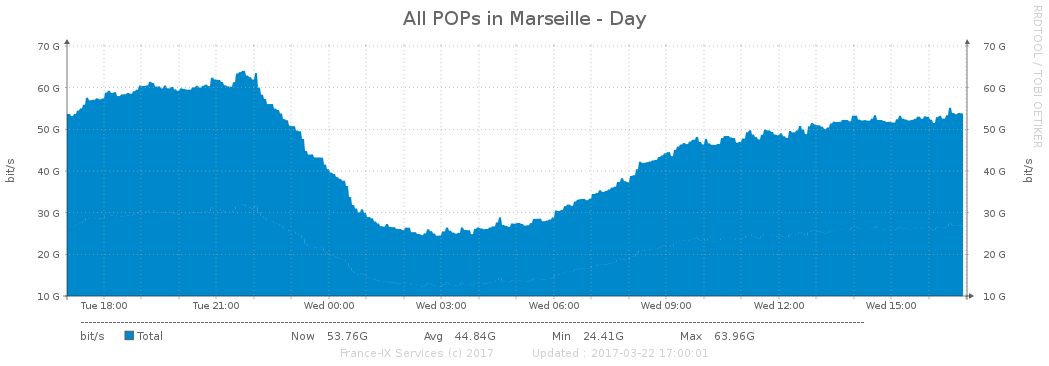 All POPs in Marseille - Day
RRDTOOL / TOBI OETIKER
70 G 70 G
60 G 60 G
50 G 50 G
40 G 40 G
30 G 30 G
20 G 20 G
10 G 10 G
bit/s
bit/s
Tue 18:00 Tue 21:00 Wed 00:00 Wed 03:00 Wed 06:00 Wed 09:00 Wed 12:00 Wed 15:00
bit/s Total Now 53.76G Avg 44.84G Min 24.41G Max 63.96G
France-IX Services (c) 2017 Updated : 2017-03-22 17:00:01